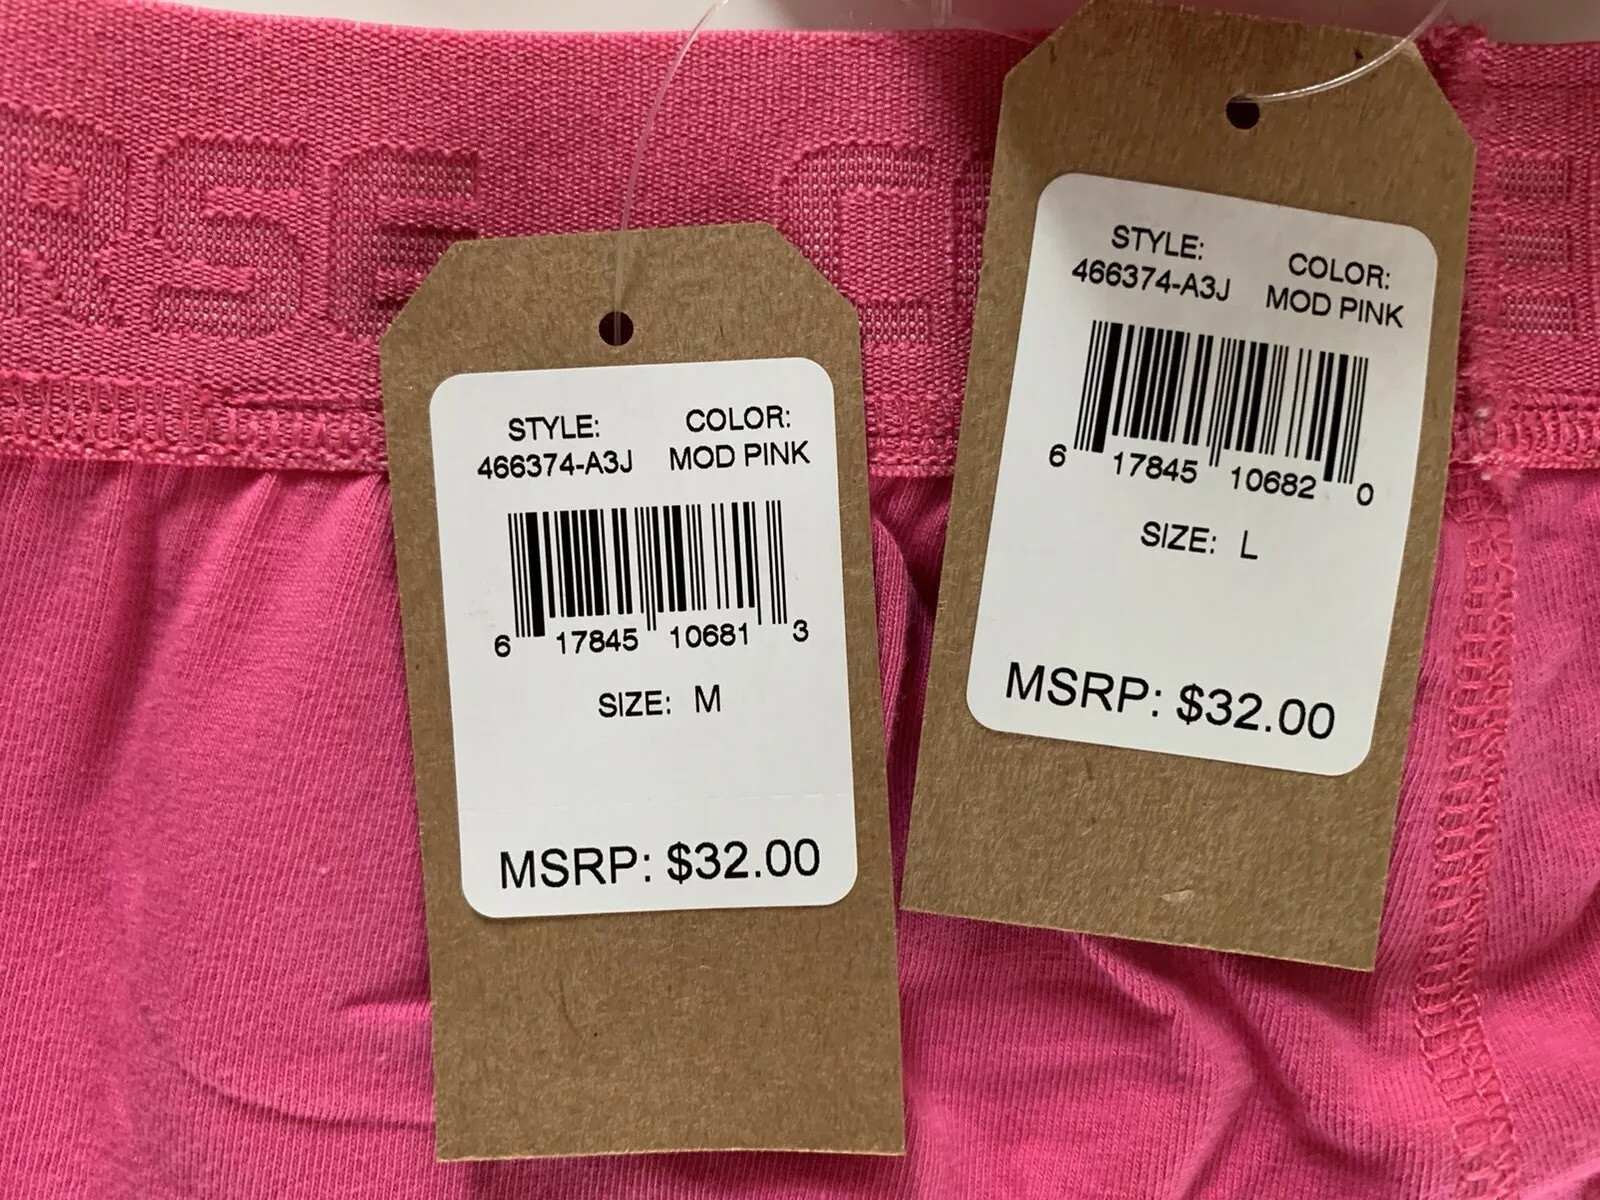 RSE
STYLE: COLOR:
466374-A3J MOD PINK
6 17845 10681 3
SIZE: M
MSRP: $32.00
STYLE: COLOR:
466374-A3J MOD PINK
6 17845 10682 0
SIZE: L
MSRP: $32.00